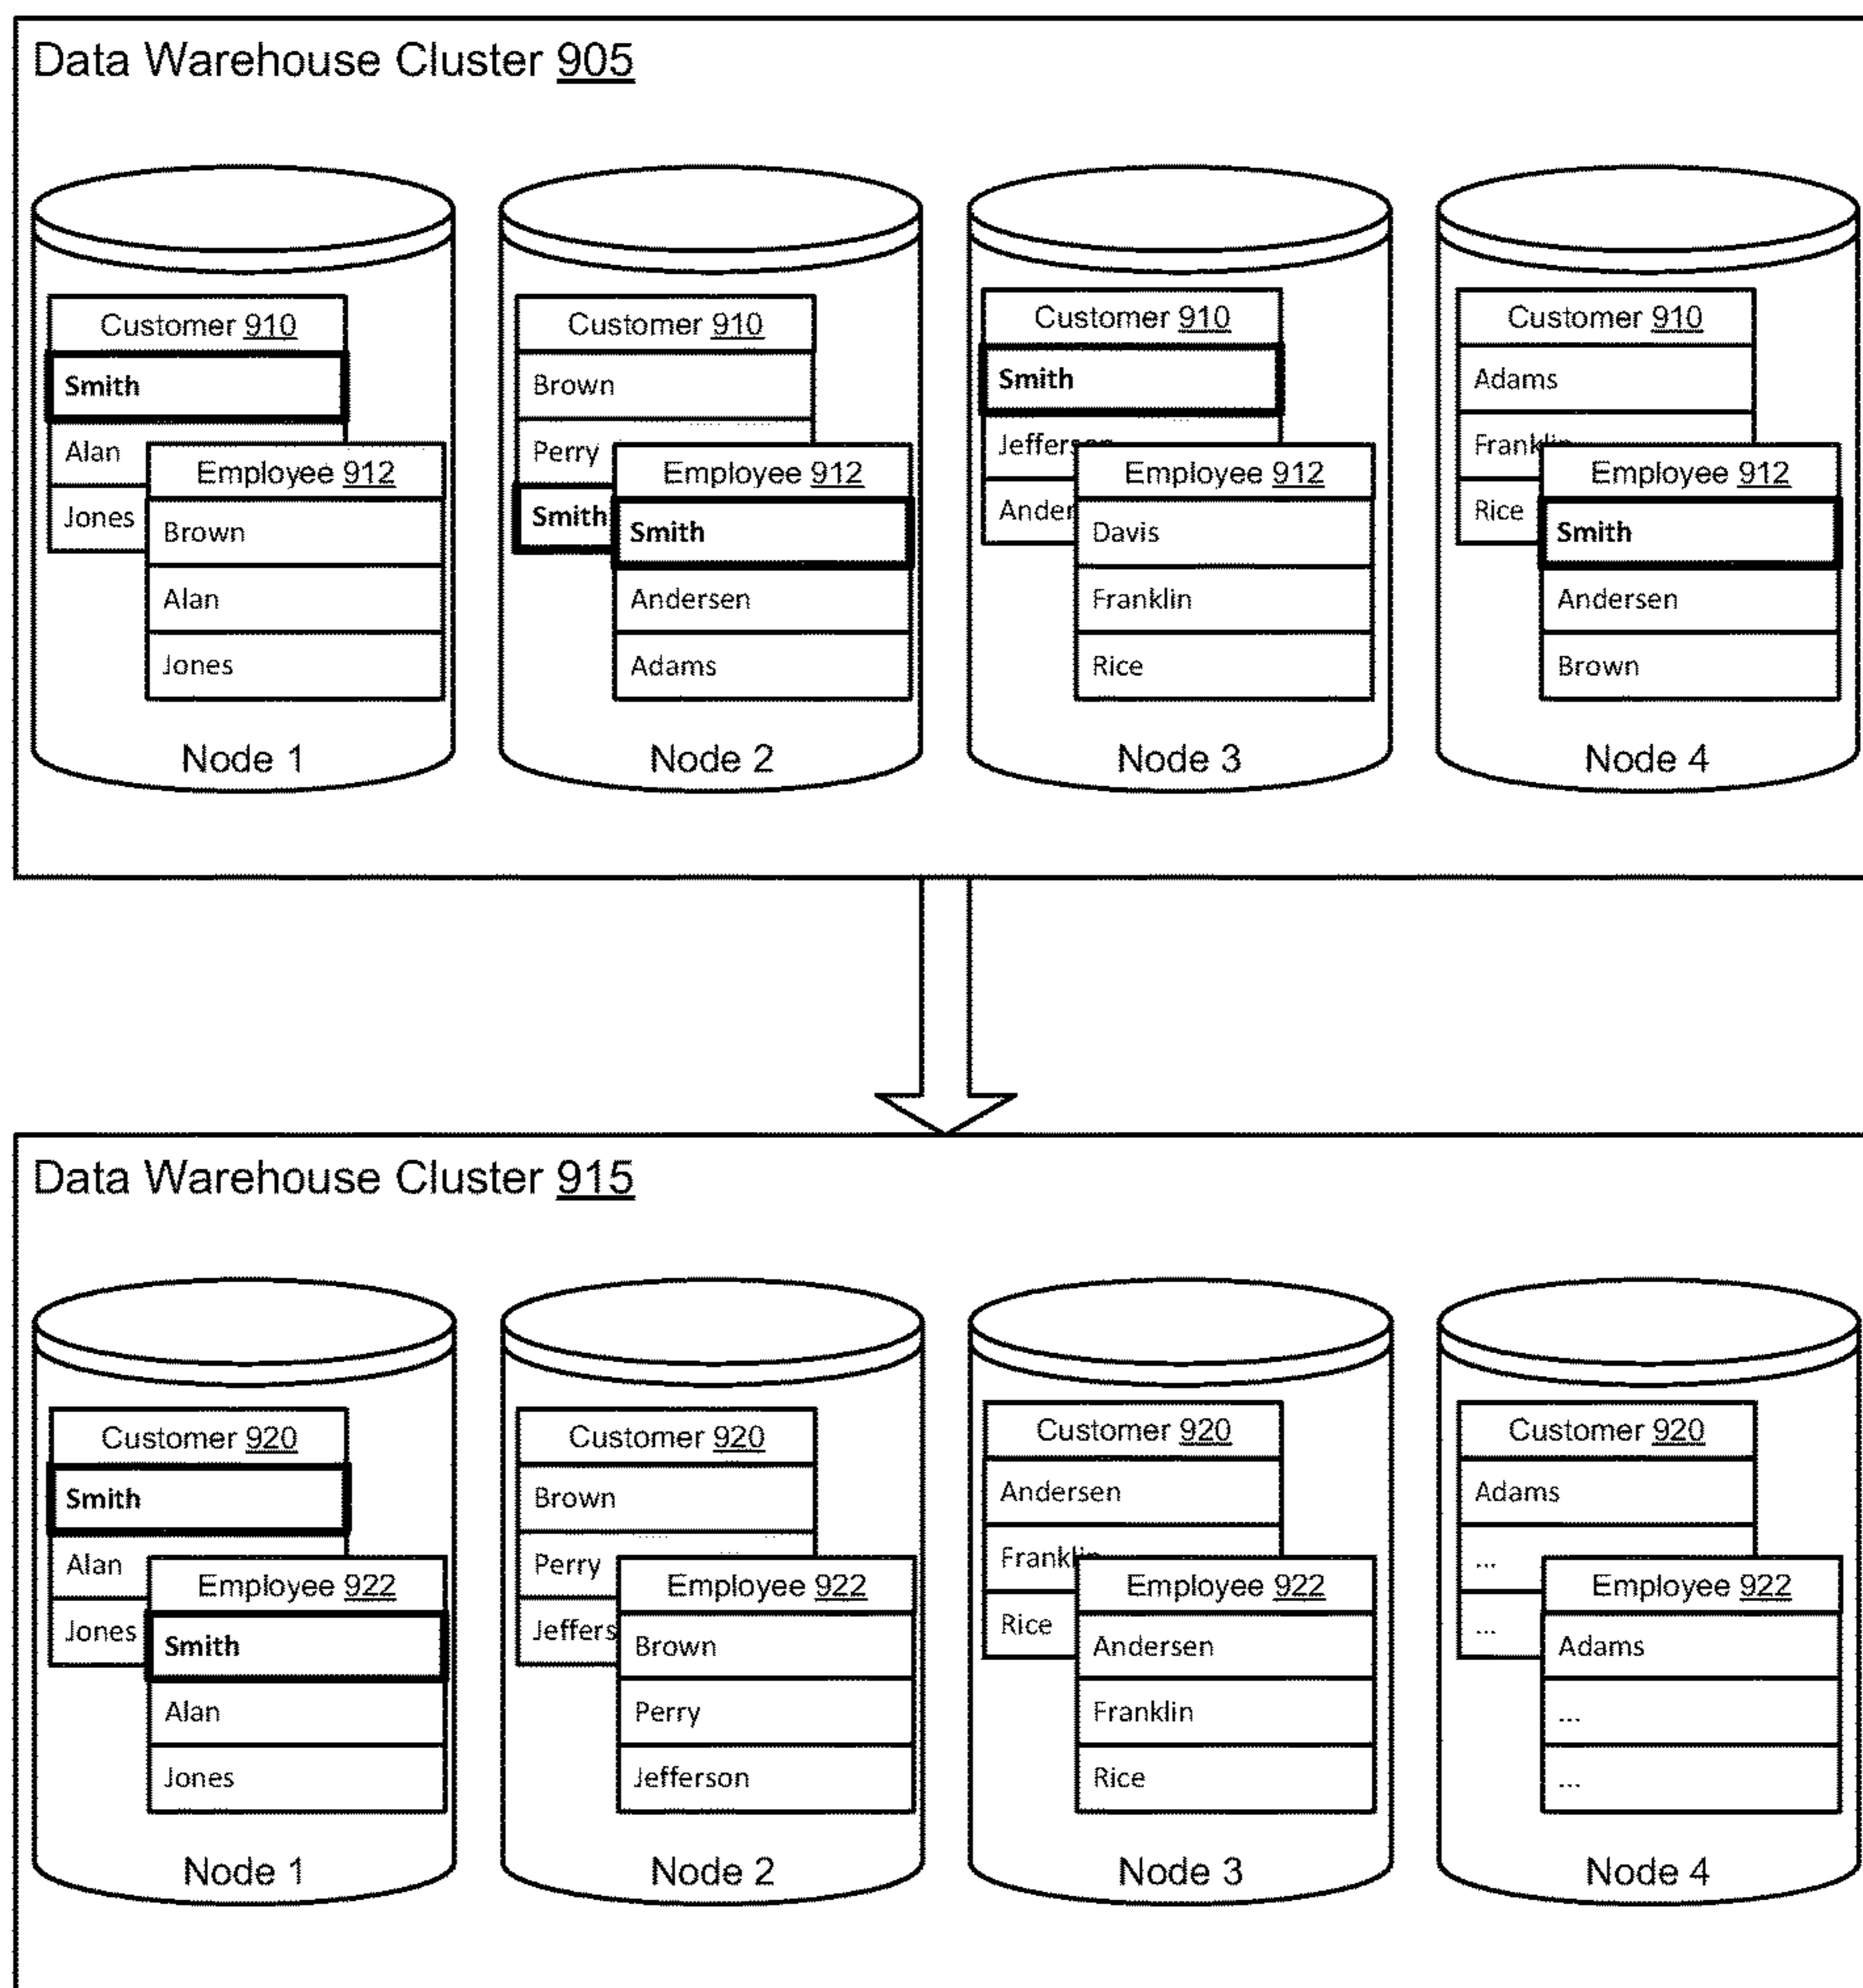 Data Warehouse Cluster 905
Customer 910
Smith
Alan
Jones
Employee 912
Brown
Alan
Jones
Node 1
Customer 910
Brown
Perry
Smith
Employee 912
Smith
Andersen
Adams
Node 2
Customer 910
Smith
Jefferson
Ander
Employee 912
Davis
Franklin
Rice
Node 3
Customer 910
Adams
Franklin
Rice
Employee 912
Smith
Andersen
Brown
Node 4
Data Warehouse Cluster 915
Customer 920
Smith
Alan
Jones
Employee 922
Smith
Alan
Jones
Node 1
Customer 920
Brown
Perry
Jeffers
Employee 922
Brown
Perry
Jefferson
Node 2
Customer 920
Andersen
Franklin
Rice
Employee 922
Andersen
Franklin
Rice
Node 3
Customer 920
Adams
...
...
Employee 922
Adams
...
...
Node 4